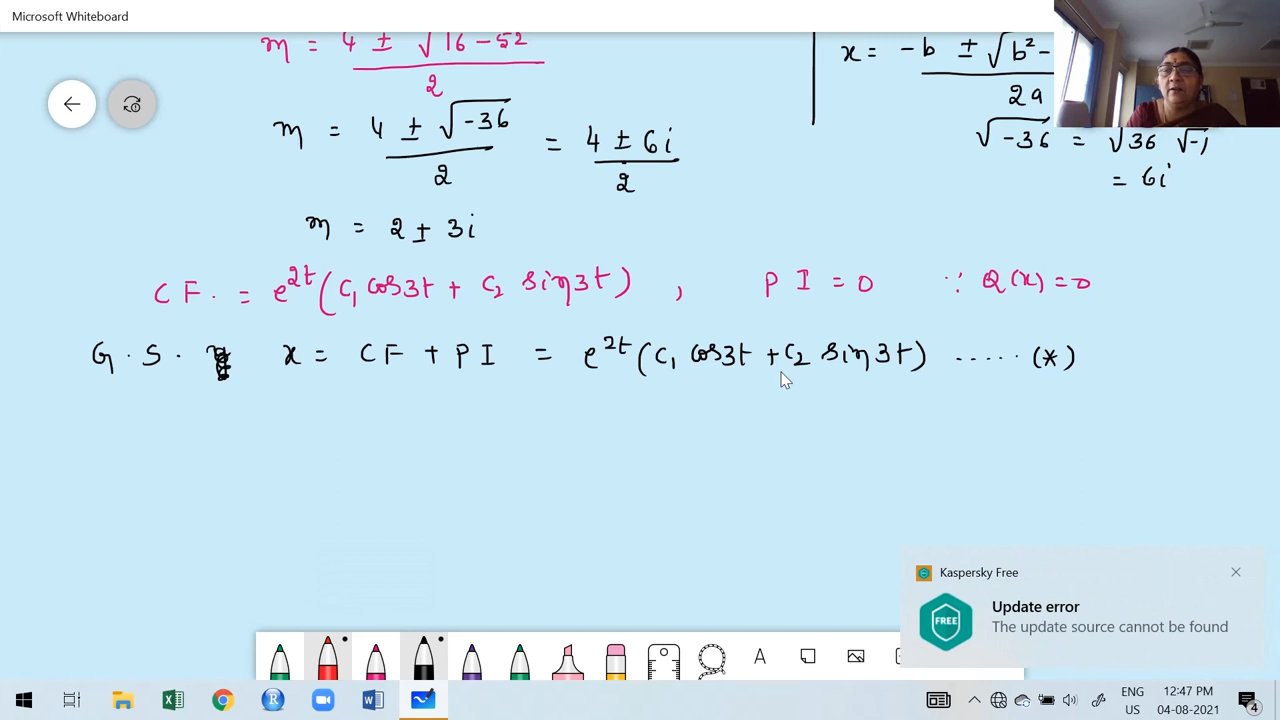 Microsoft Whiteboard
m = 4 ± √16-52 / 2
x = -b ± √b²- / 2a
m = 4 ± √-36 / 2 = 4 ± 6i / 2
√-36 = √36 √-1
= 6i
m = 2 ± 3i
C F. = e^2t (C₁ cos3t + C₂ sin3t) , P I = 0 ∵ Q(x)=0
G . S . x = CF + PI = e^2t (C₁ cos3t + C₂ sin3t) ..... (*)
Kaspersky Free
Update error
FREE
The update source cannot be found
A
ENG
US
12:47 PM
04-08-2021
4